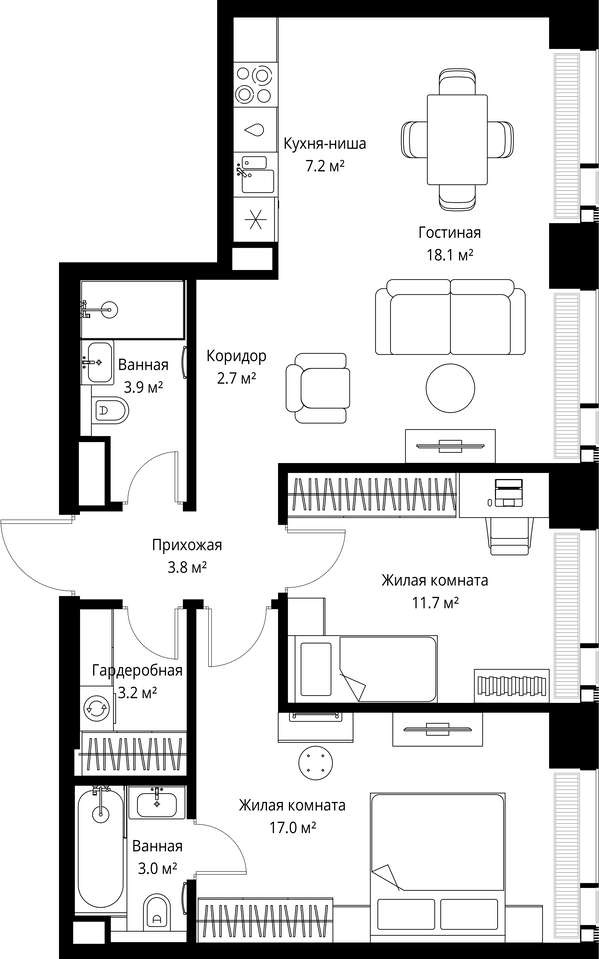 Кухня-ниша
7.2 м²
Гостиная
18.1 м²
Коридор
2.7 м²
Ванная
3.9 м²
Прихожая
3.8 м²
Жилая комната
11.7 м²
Гардеробная
3.2 м²
Жилая комната
17.0 м²
Ванная
3.0 м²